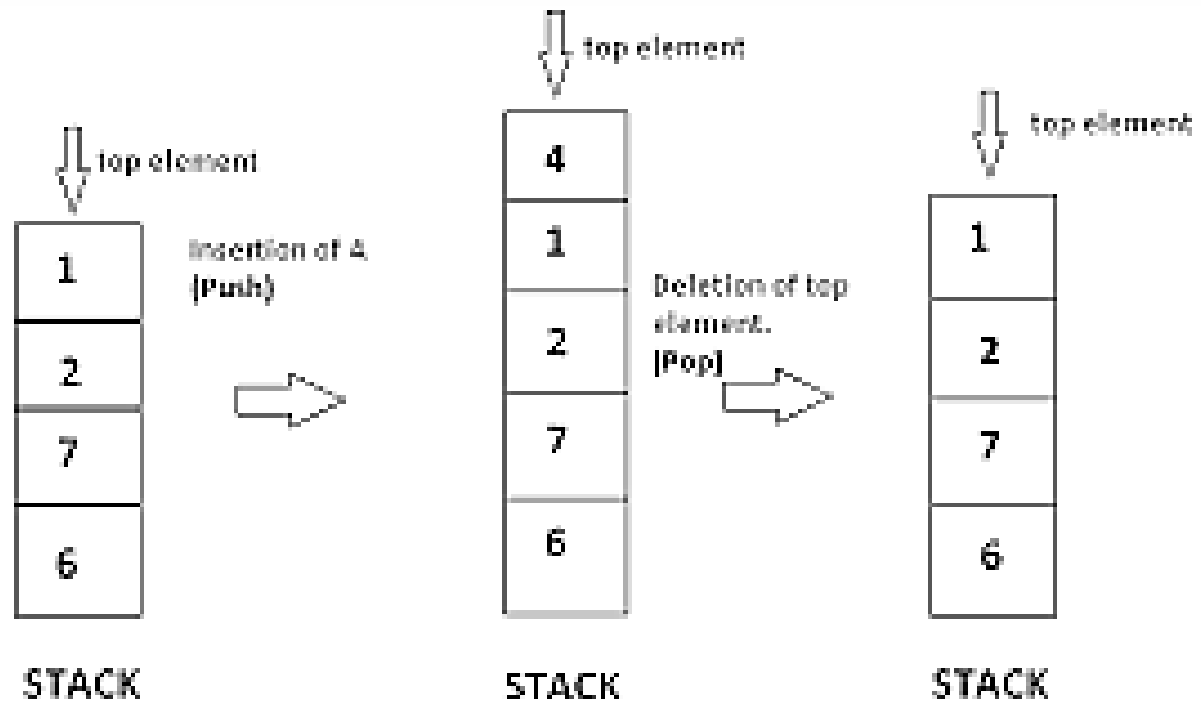 top element
1
2
7
6
STACK
Insertion of 4
(Push)
top element
4
1
2
7
6
STACK
Deletion of top
element.
(Pop)
top element
1
2
7
6
STACK